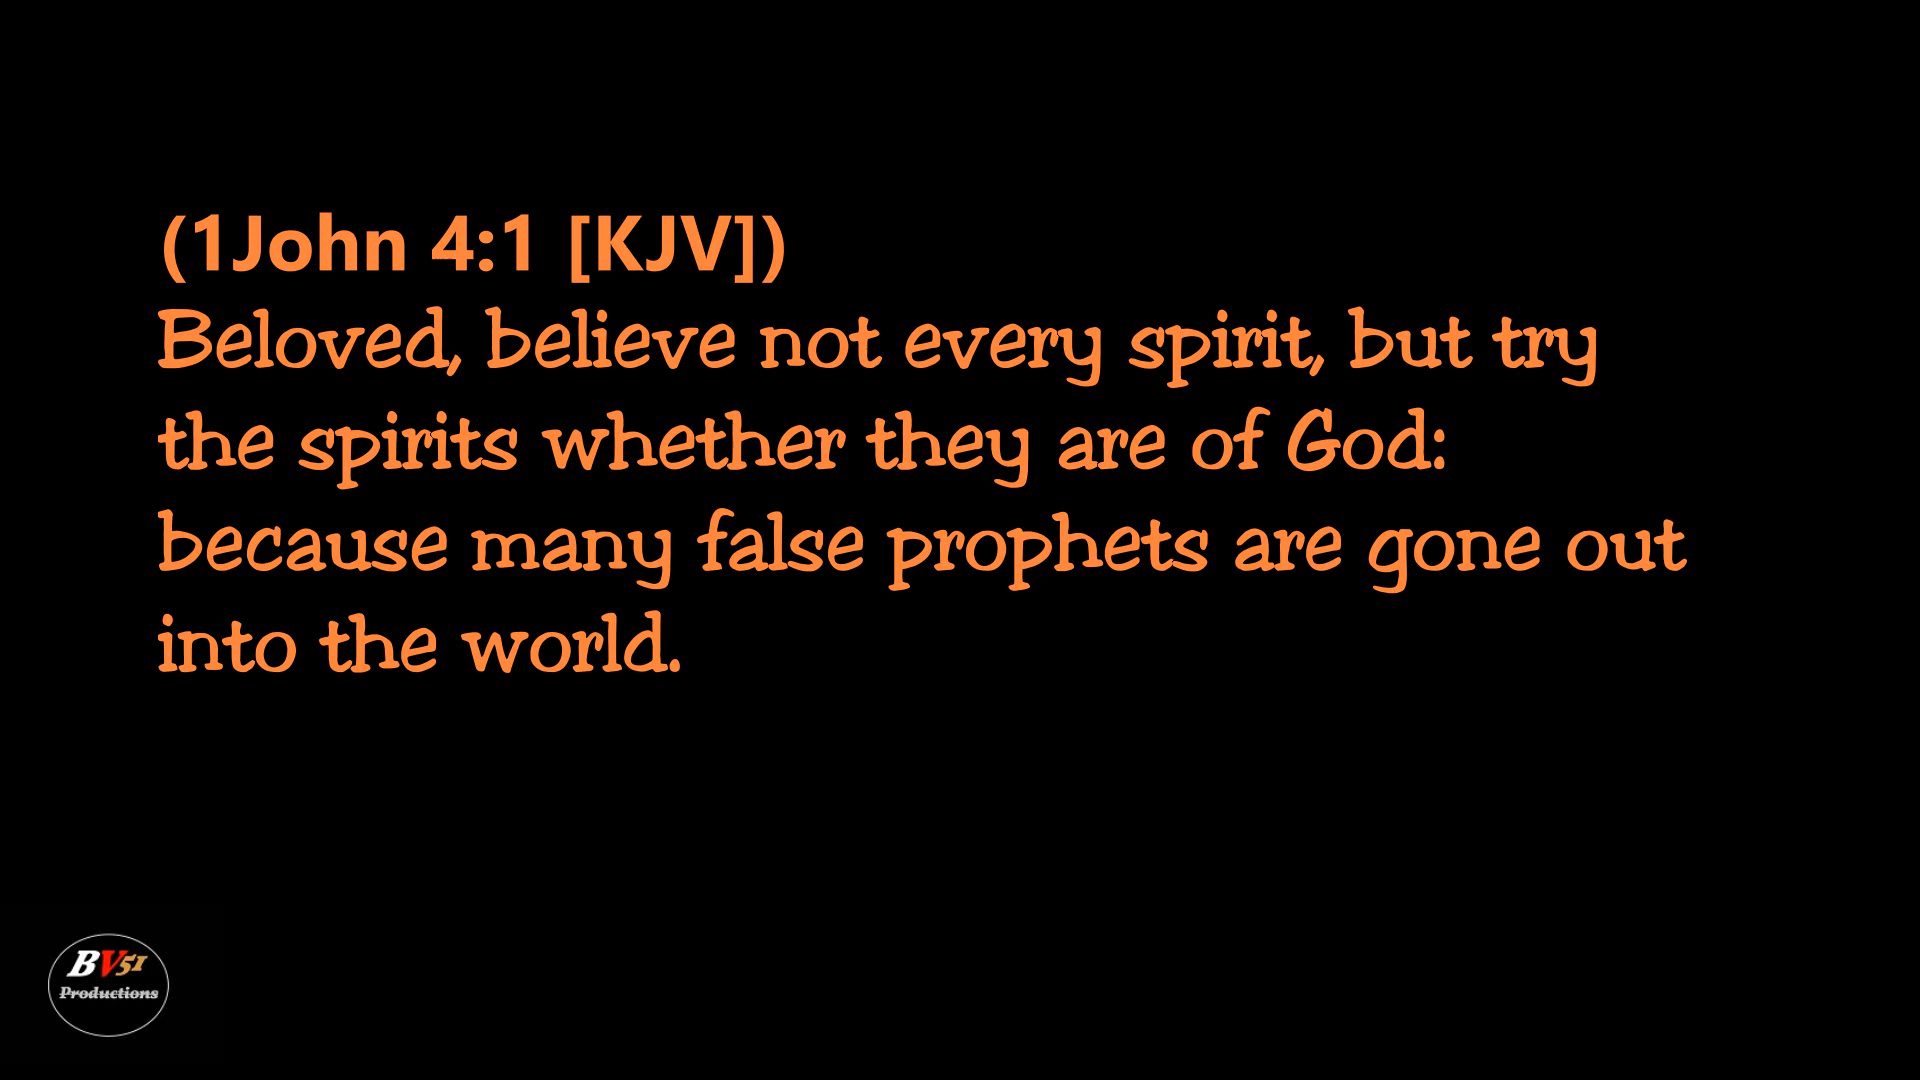 (1John 4:1 [KJV])
Beloved, believe not every spirit, but try
the spirits whether they are of God:
because many false prophets are gone out
into the world.
BV51
Productions